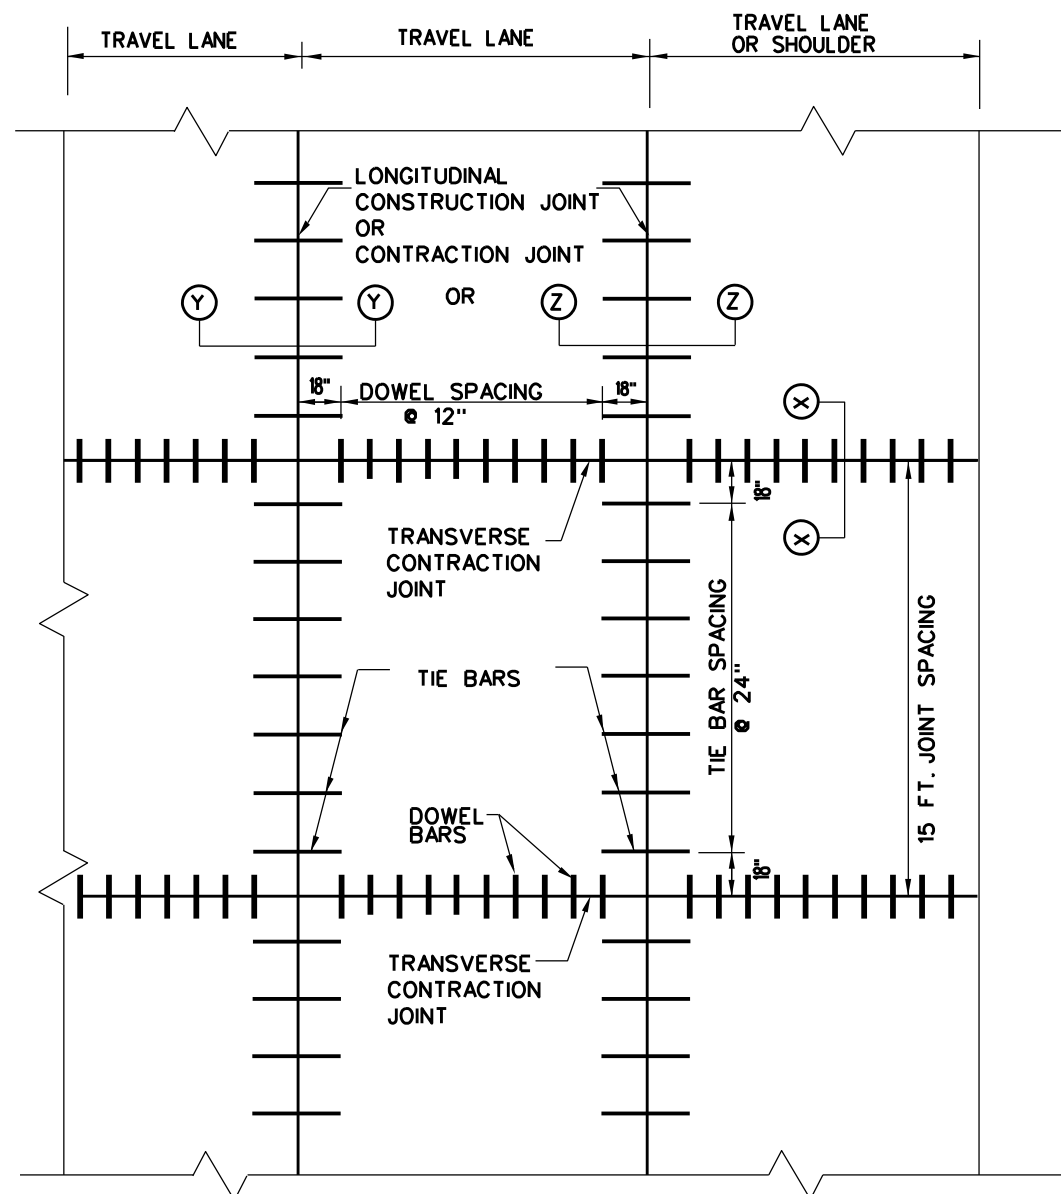 TRAVEL LANE
TRAVEL LANE
TRAVEL LANE
OR SHOULDER
LONGITUDINAL
CONSTRUCTION JOINT
OR
CONTRACTION JOINT
OR
Y
Y
Z
Z
18"
DOWEL SPACING
@ 12"
18"
X
18"
TRANSVERSE
CONTRACTION
JOINT
X
TIE BARS
TIE BAR SPACING
@ 24"
15 FT. JOINT SPACING
DOWEL
BARS
18"
TRANSVERSE
CONTRACTION
JOINT